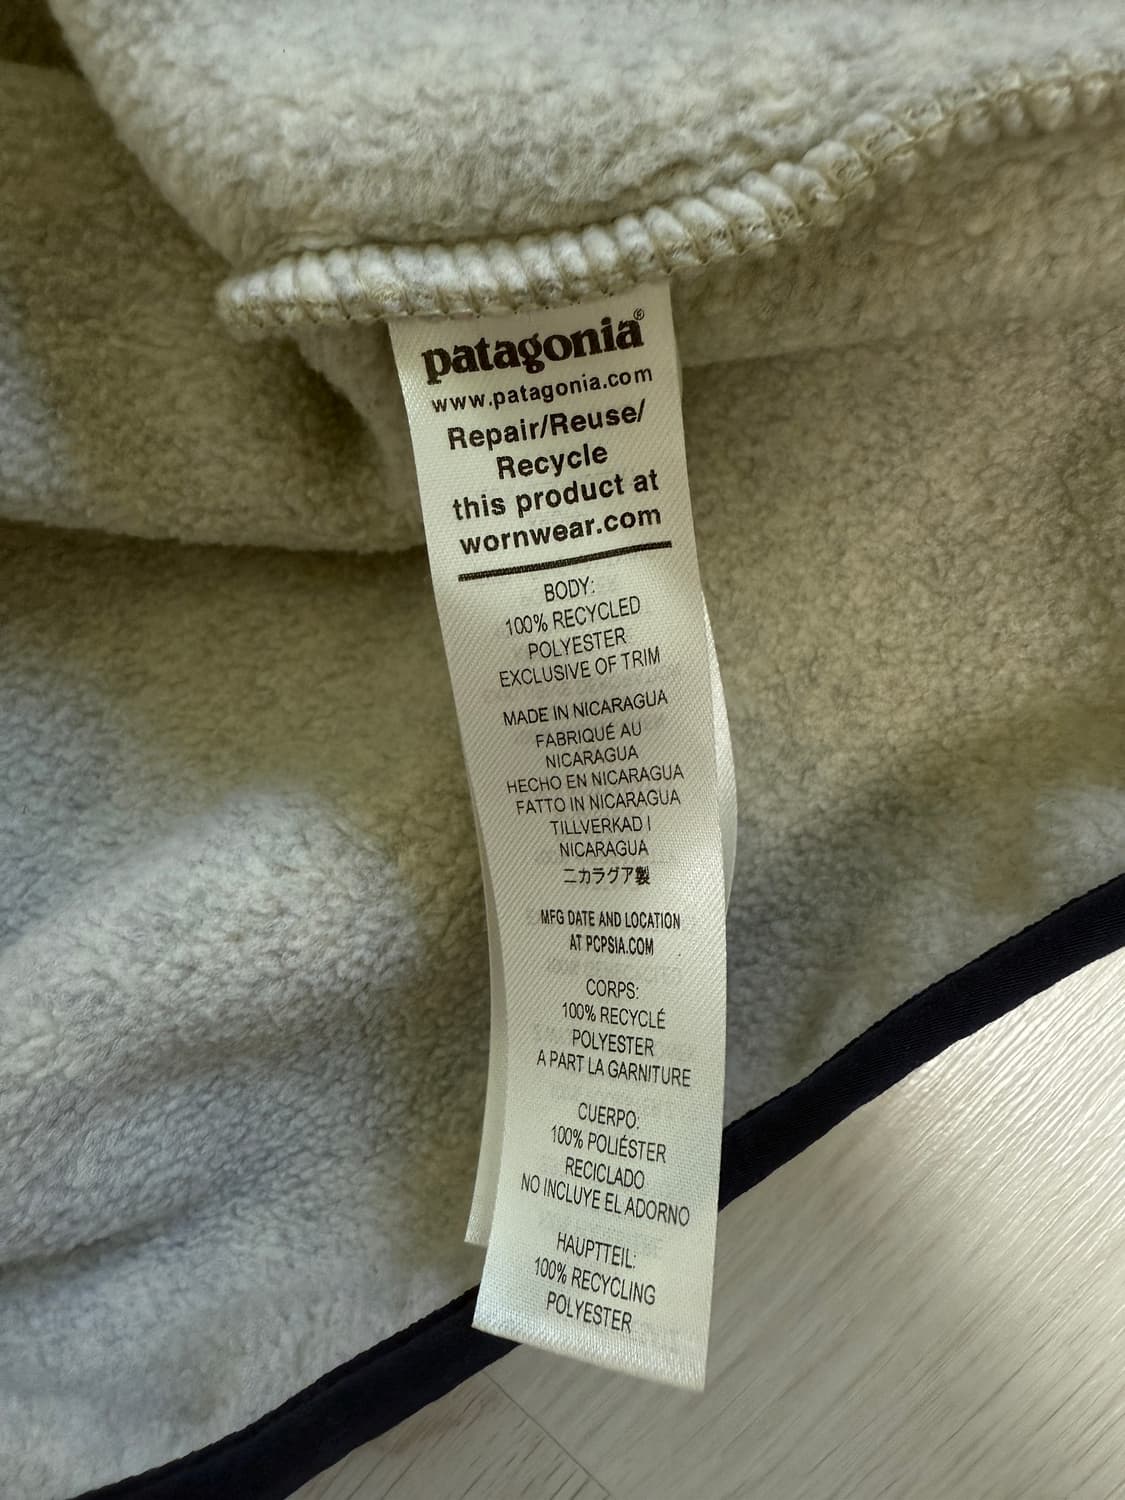 patagonia®
www.patagonia.com
Repair/Reuse/
Recycle
this product at
wornwear.com
BODY:
100% RECYCLED
POLYESTER
EXCLUSIVE OF TRIM
MADE IN NICARAGUA
FABRIQUÉ AU
NICARAGUA
HECHO EN NICARAGUA
FATTO IN NICARAGUA
TILLVERKAD I
NICARAGUA
ニカラグア製
MFG DATE AND LOCATION
AT PCPSIA.COM
CORPS:
100% RECYCLÉ
POLYESTER
A PART LA GARNITURE
CUERPO:
100% POLIÉSTER
RECICLADO
NO INCLUYE EL ADORNO
HAUPTTEIL:
100% RECYCLING
POLYESTER